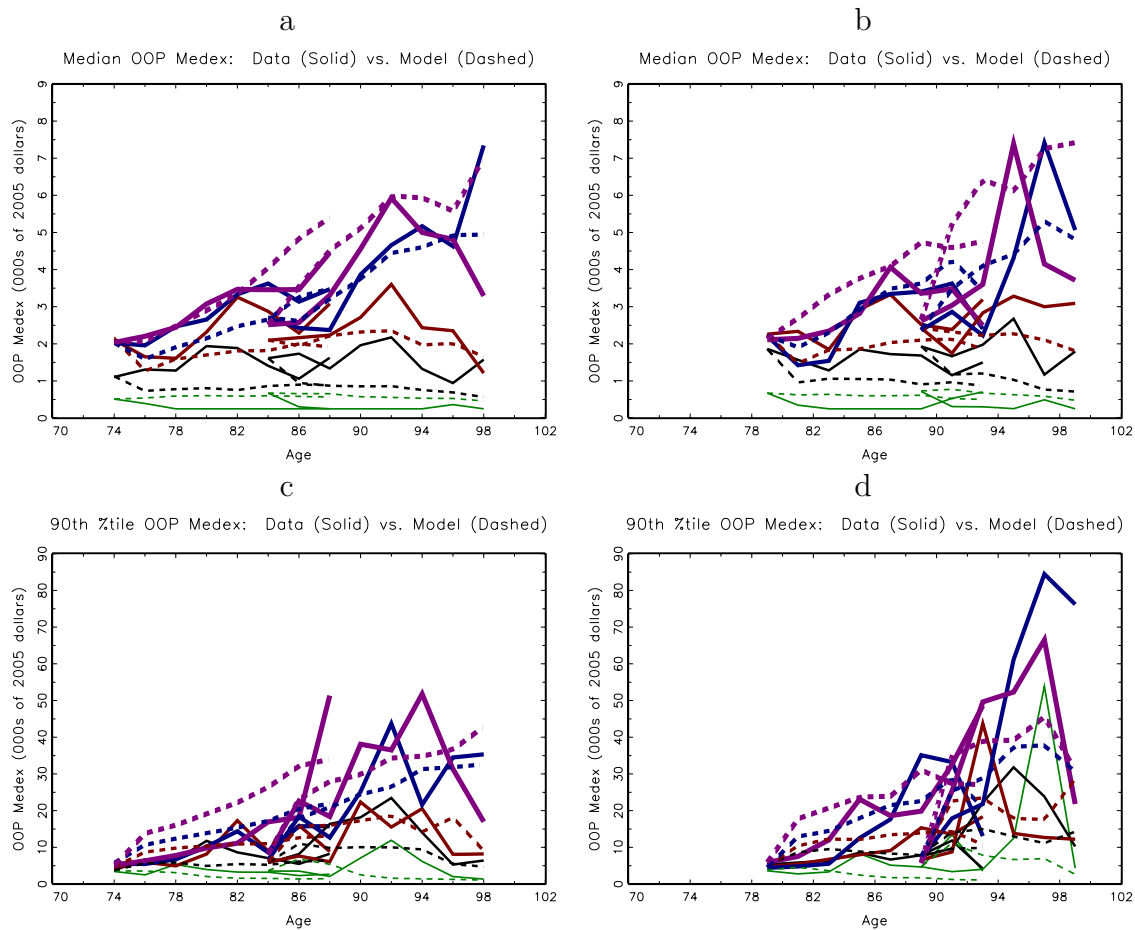 a
Median OOP Medex: Data (Solid) vs. Model (Dashed)
OOP Medex (000s of 2005 dollars)
9
8
7
6
5
4
3
2
1
0
70 74 78 82 86 90 94 98 102
Age
b
Median OOP Medex: Data (Solid) vs. Model (Dashed)
OOP Medex (000s of 2005 dollars)
9
8
7
6
5
4
3
2
1
0
70 74 78 82 86 90 94 98 102
Age
c
90th %tile OOP Medex: Data (Solid) vs. Model (Dashed)
OOP Medex (000s of 2005 dollars)
90
80
70
60
50
40
30
20
10
0
70 74 78 82 86 90 94 98 102
Age
d
90th %tile OOP Medex: Data (Solid) vs. Model (Dashed)
OOP Medex (000s of 2005 dollars)
90
80
70
60
50
40
30
20
10
0
70 74 78 82 86 90 94 98 102
Age